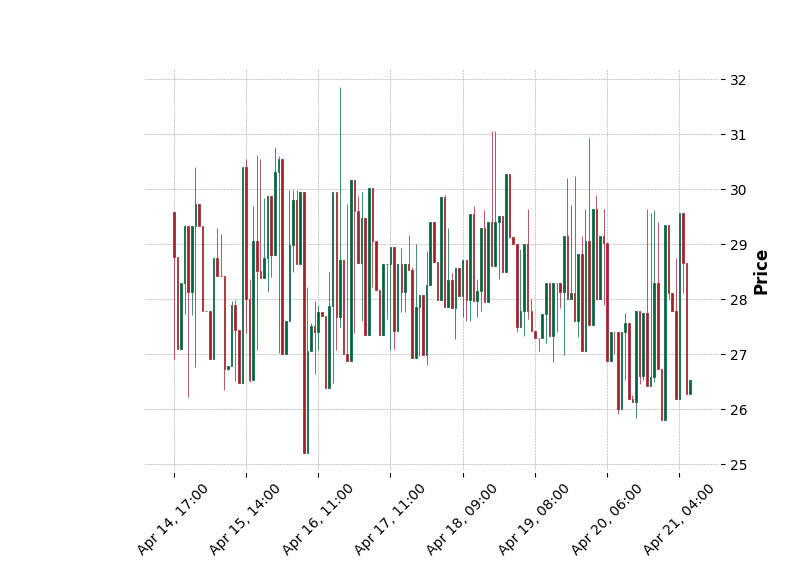 32
31
30
29
28
27
26
25
Price
Apr 14, 17:00
Apr 15, 14:00
Apr 16, 11:00
Apr 17, 11:00
Apr 18, 09:00
Apr 19, 08:00
Apr 20, 06:00
Apr 21, 04:00